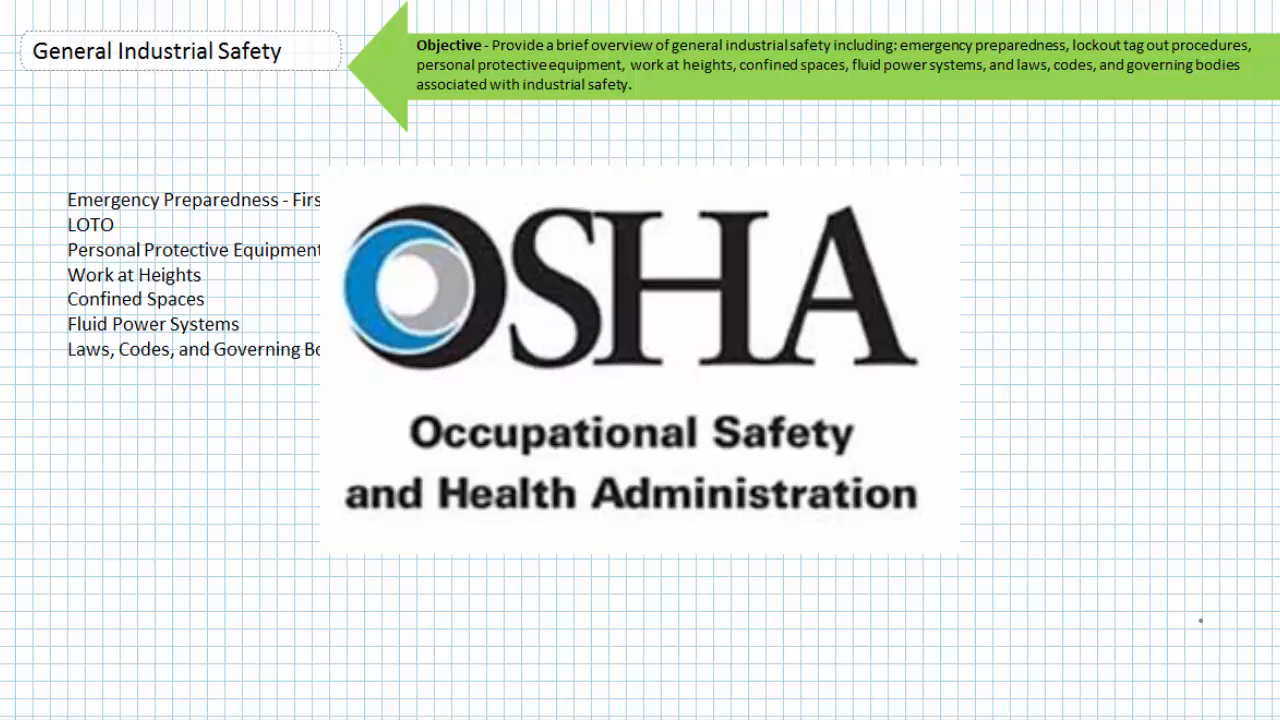 General Industrial Safety
Objective - Provide a brief overview of general industrial safety including: emergency preparedness, lockout tag out procedures,
personal protective equipment, work at heights, confined spaces, fluid power systems, and laws, codes, and governing bodies
associated with industrial safety.
Emergency Preparedness - Firs
LOTO
Personal Protective Equipment
Work at Heights
Confined Spaces
Fluid Power Systems
Laws, Codes, and Governing Bo
OSHA
Occupational Safety
and Health Administration